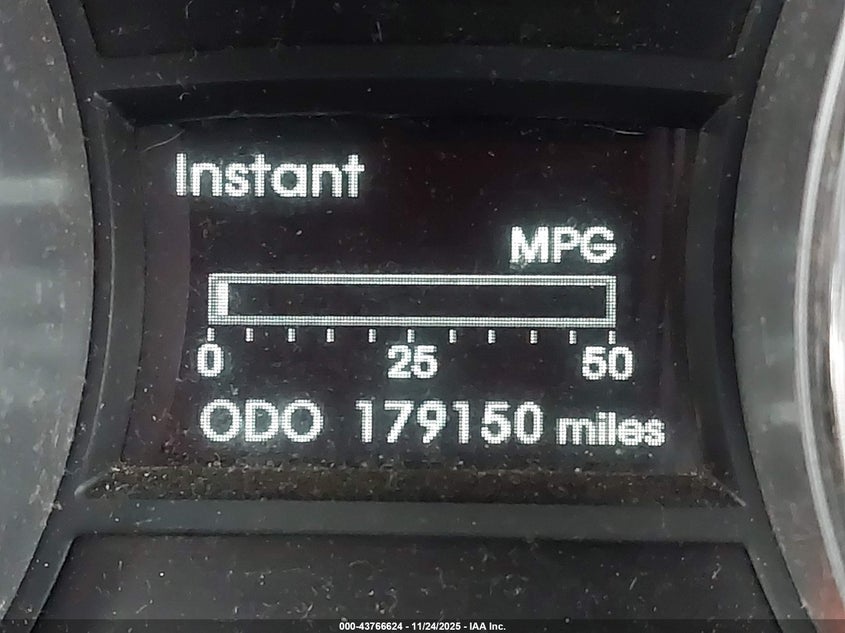 Instant
MPG
0 25 50
ODO 179150 miles
000-43766624 - 11/24/2025 - IAA Inc.